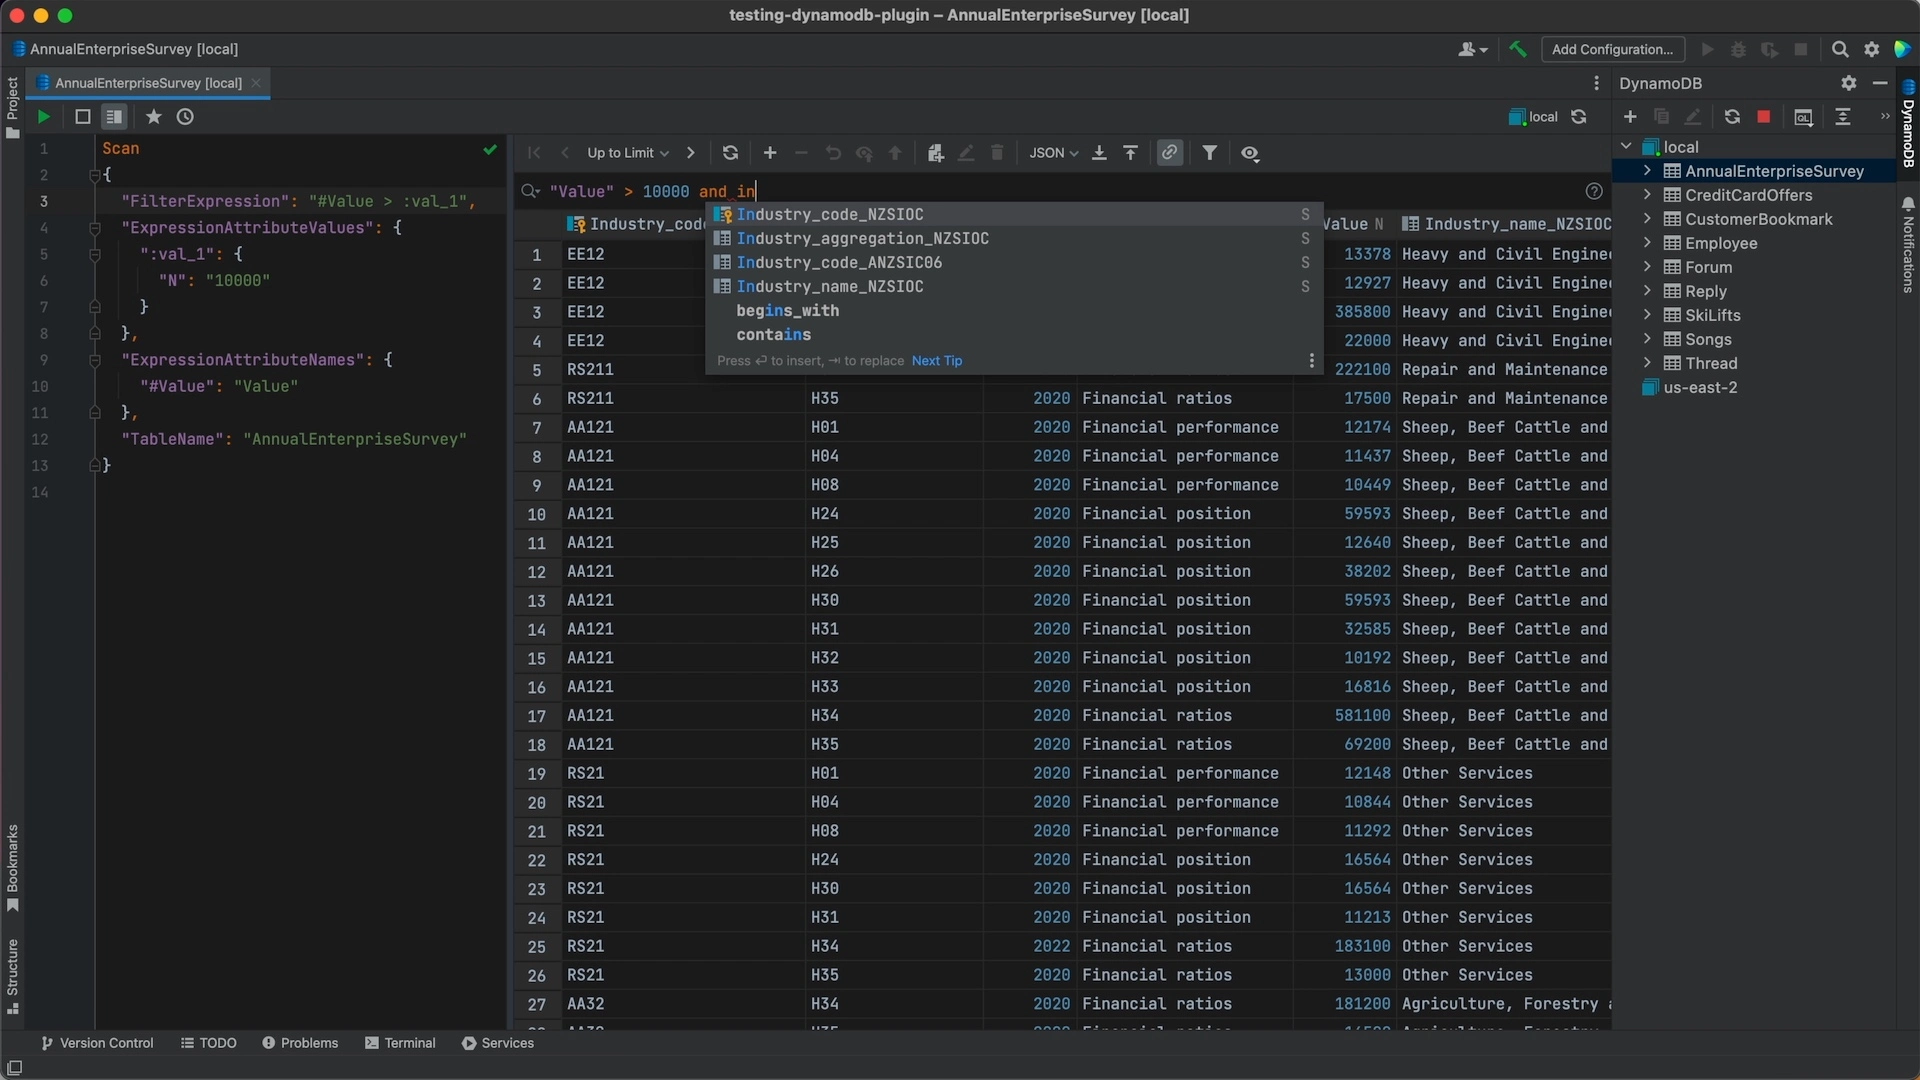 testing-dynamodb-plugin – AnnualEnterpriseSurvey [local]
AnnualEnterpriseSurvey [local]
Add Configuration...
Project
AnnualEnterpriseSurvey [local]
DynamoDB
local
DynamoDB
Notifications
1 Scan
2 {
3 "FilterExpression": "#Value > :val_1",
4 "ExpressionAttributeValues": {
5 ":val_1": {
6 "N": "10000"
7 }
8 },
9 "ExpressionAttributeNames": {
10 "#Value": "Value"
11 },
12 "TableName": "AnnualEnterpriseSurvey"
13 }
14
Up to Limit
JSON
"Value" > 10000 and in
Industry_code_NZSIOC S
Industry_aggregation_NZSIOC S
Industry_code_ANZSIC06 S
Industry_name_NZSIOC S
begins_with
contains
Press ⏎ to insert, ⇥ to replace Next Tip
Industry_cod Value N Industry_name_NZSIOC
1 EE12 13378 Heavy and Civil Engine
2 EE12 12927 Heavy and Civil Engine
3 EE12 385800 Heavy and Civil Engine
4 EE12 22000 Heavy and Civil Engine
5 RS211 222100 Repair and Maintenance
6 RS211 H35 2020 Financial ratios 17500 Repair and Maintenance
7 AA121 H01 2020 Financial performance 12174 Sheep, Beef Cattle and
8 AA121 H04 2020 Financial performance 11437 Sheep, Beef Cattle and
9 AA121 H08 2020 Financial performance 10449 Sheep, Beef Cattle and
10 AA121 H24 2020 Financial position 59593 Sheep, Beef Cattle and
11 AA121 H25 2020 Financial position 12640 Sheep, Beef Cattle and
12 AA121 H26 2020 Financial position 38202 Sheep, Beef Cattle and
13 AA121 H30 2020 Financial position 59593 Sheep, Beef Cattle and
14 AA121 H31 2020 Financial position 32585 Sheep, Beef Cattle and
15 AA121 H32 2020 Financial position 10192 Sheep, Beef Cattle and
16 AA121 H33 2020 Financial position 16816 Sheep, Beef Cattle and
17 AA121 H34 2020 Financial ratios 581100 Sheep, Beef Cattle and
18 AA121 H35 2020 Financial ratios 69200 Sheep, Beef Cattle and
19 RS21 H01 2020 Financial performance 12148 Other Services
20 RS21 H04 2020 Financial performance 10844 Other Services
21 RS21 H08 2020 Financial performance 11292 Other Services
22 RS21 H24 2020 Financial position 16564 Other Services
23 RS21 H30 2020 Financial position 16564 Other Services
24 RS21 H31 2020 Financial position 11213 Other Services
25 RS21 H34 2022 Financial ratios 183100 Other Services
26 RS21 H35 2020 Financial ratios 13000 Other Services
27 AA32 H34 2020 Financial ratios 181200 Agriculture, Forestry
local
AnnualEnterpriseSurvey
CreditCardOffers
CustomerBookmark
Employee
Forum
Reply
SkiLifts
Songs
Thread
us-east-2
Bookmarks
Structure
Version Control
TODO
Problems
Terminal
Services